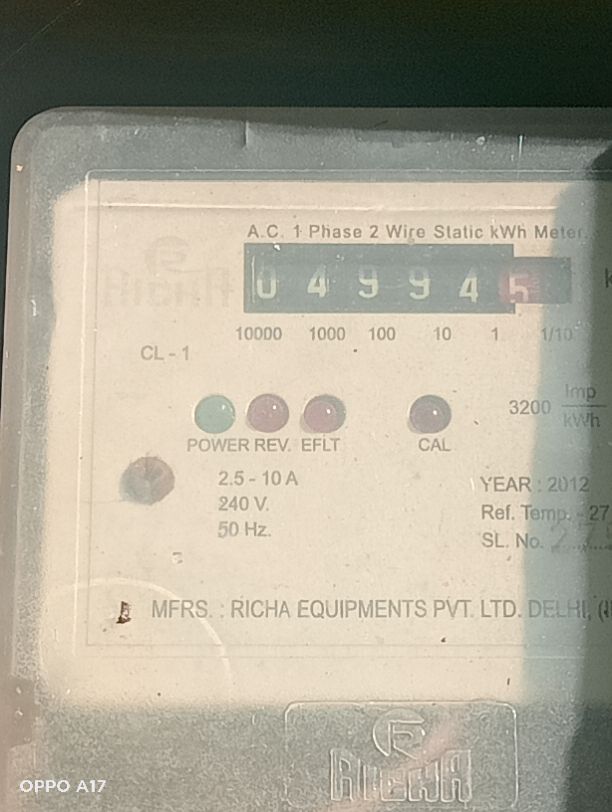 A.C. 1 Phase 2 Wire Static kWh Meter.
RICHA
0 4 9 9 4 5
10000 1000 100 10 1 1/10
CL - 1
3200 Imp
kWh
POWER REV. EFLT CAL
2.5 - 10 A
240 V.
50 Hz.
YEAR : 2012
Ref. Temp. - 27
SL. No.
MFRS. : RICHA EQUIPMENTS PVT. LTD. DELHI,
RICHA
OPPO A17